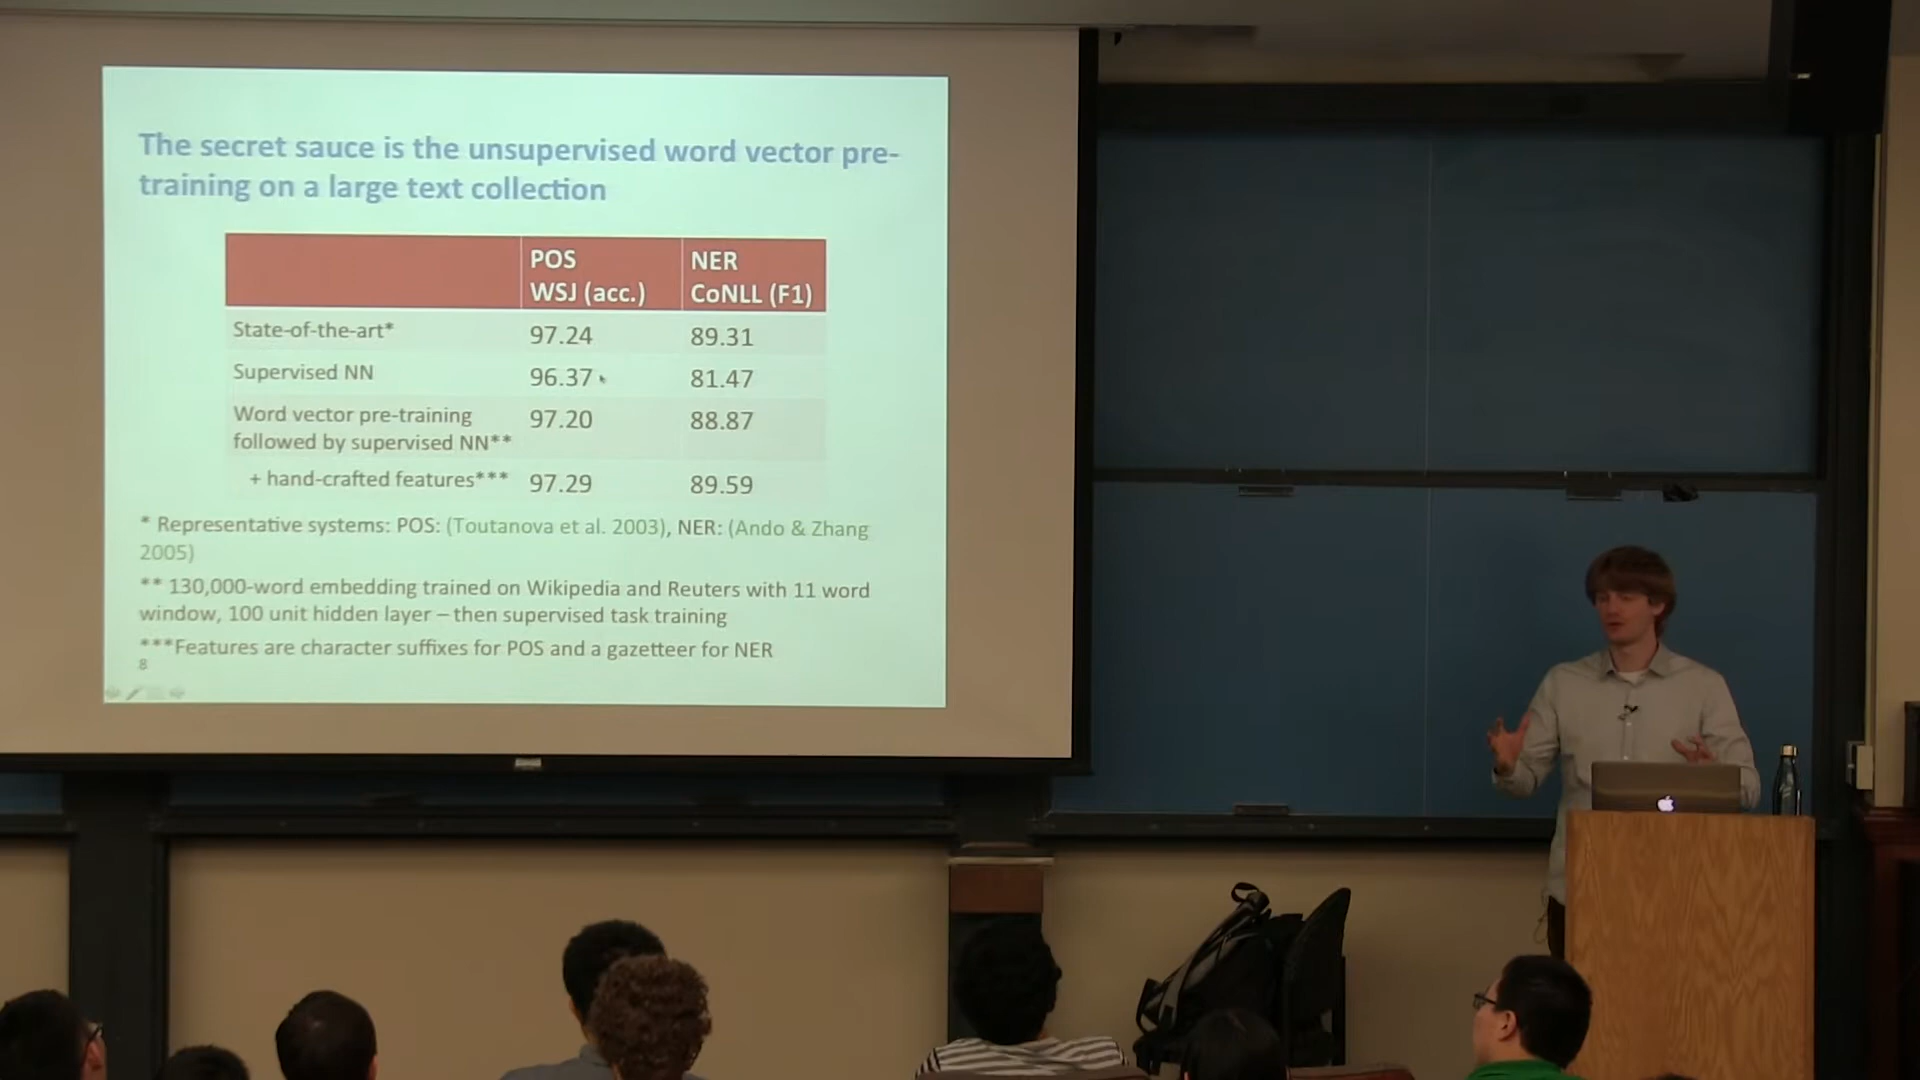 The secret sauce is the unsupervised word vector pre-
training on a large text collection
POS
WSJ (acc.)
NER
CoNLL (F1)
State-of-the-art*
97.24
89.31
Supervised NN
96.37
81.47
Word vector pre-training
followed by supervised NN**
97.20
88.87
+ hand-crafted features***
97.29
89.59
* Representative systems: POS: (Toutanova et al. 2003), NER: (Ando & Zhang
2005)
** 130,000-word embedding trained on Wikipedia and Reuters with 11 word
window, 100 unit hidden layer – then supervised task training
***Features are character suffixes for POS and a gazetteer for NER
8